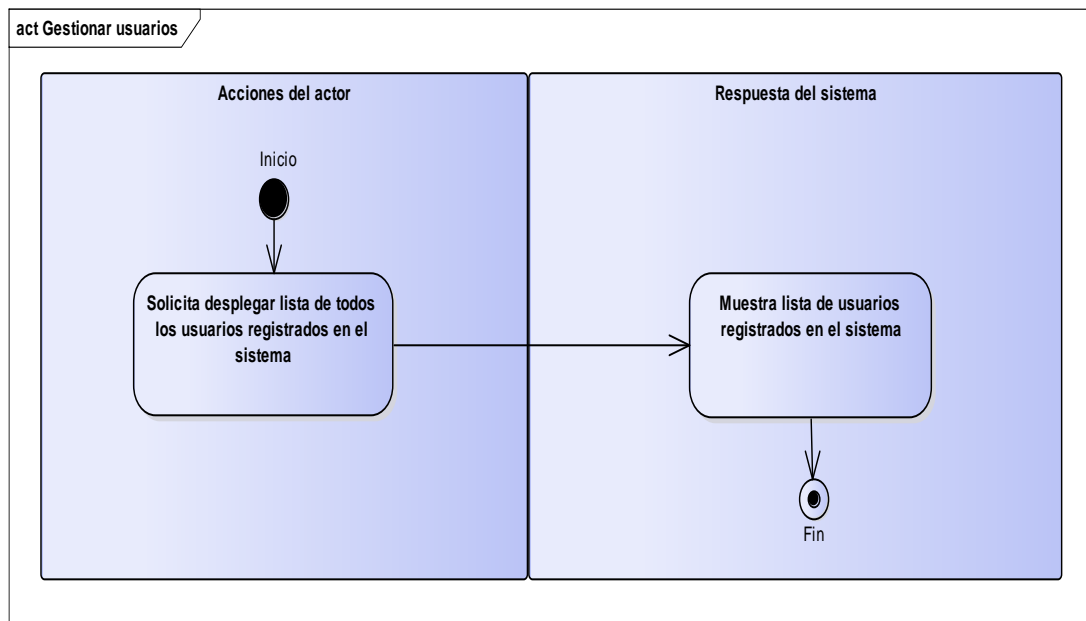 act Gestionar usuarios
Acciones del actor
Respuesta del sistema
Inicio
Solicita desplegar lista de todos
los usuarios registrados en el
sistema
Muestra lista de usuarios
registrados en el sistema
Fin